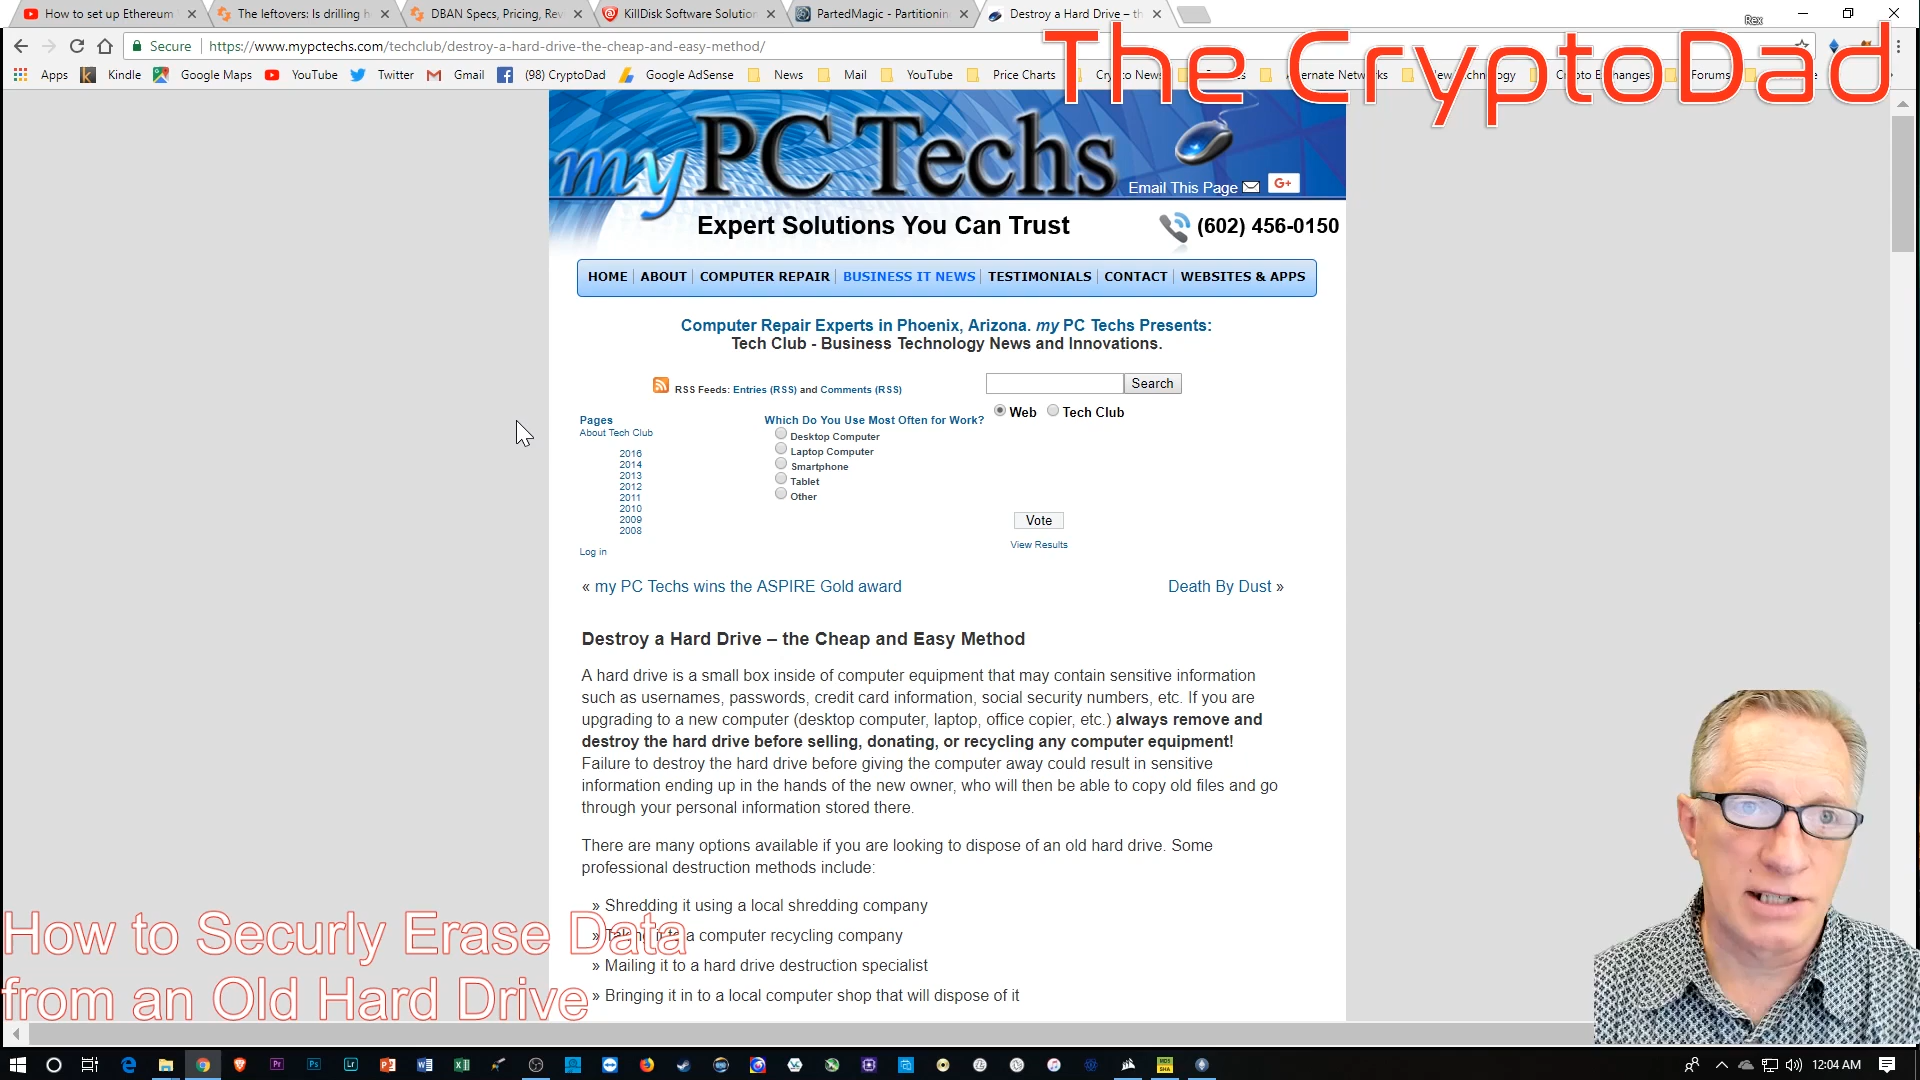 How to set up Ethereum
The leftovers: Is drilling h
DBAN Specs, Pricing, Rev
KillDisk Software Solution
PartedMagic - Partitionin
Destroy a Hard Drive – th
Rex
Secure
https://www.mypctechs.com/techclub/destroy-a-hard-drive-the-cheap-and-easy-method/
Apps Kindle Google Maps YouTube Twitter Gmail (98) CryptoDad Google AdSense News Mail YouTube Price Charts Crypto News Alternate Networks New Technology Crypto Exchanges Forums
The CryptoDad
my PC Techs
Email This Page G+
Expert Solutions You Can Trust
(602) 456-0150
HOME ABOUT COMPUTER REPAIR BUSINESS IT NEWS TESTIMONIALS CONTACT WEBSITES & APPS
Computer Repair Experts in Phoenix, Arizona. my PC Techs Presents:
Tech Club - Business Technology News and Innovations.
RSS Feeds: Entries (RSS) and Comments (RSS)
Search
Web Tech Club
Pages
About Tech Club
2016
2014
2013
2012
2011
2010
2009
2008
Log in
Which Do You Use Most Often for Work?
Desktop Computer
Laptop Computer
Smartphone
Tablet
Other
Vote
View Results
« my PC Techs wins the ASPIRE Gold award
Death By Dust »
Destroy a Hard Drive – the Cheap and Easy Method
A hard drive is a small box inside of computer equipment that may contain sensitive information
such as usernames, passwords, credit card information, social security numbers, etc. If you are
upgrading to a new computer (desktop computer, laptop, office copier, etc.) always remove and
destroy the hard drive before selling, donating, or recycling any computer equipment!
Failure to destroy the hard drive before giving the computer away could result in sensitive
information ending up in the hands of the new owner, who will then be able to copy old files and go
through your personal information stored there.
There are many options available if you are looking to dispose of an old hard drive. Some
professional destruction methods include:
» Shredding it using a local shredding company
» Taking it to a computer recycling company
» Mailing it to a hard drive destruction specialist
» Bringing it in to a local computer shop that will dispose of it
How to Securly Erase Data
from an Old Hard Drive
12:04 AM